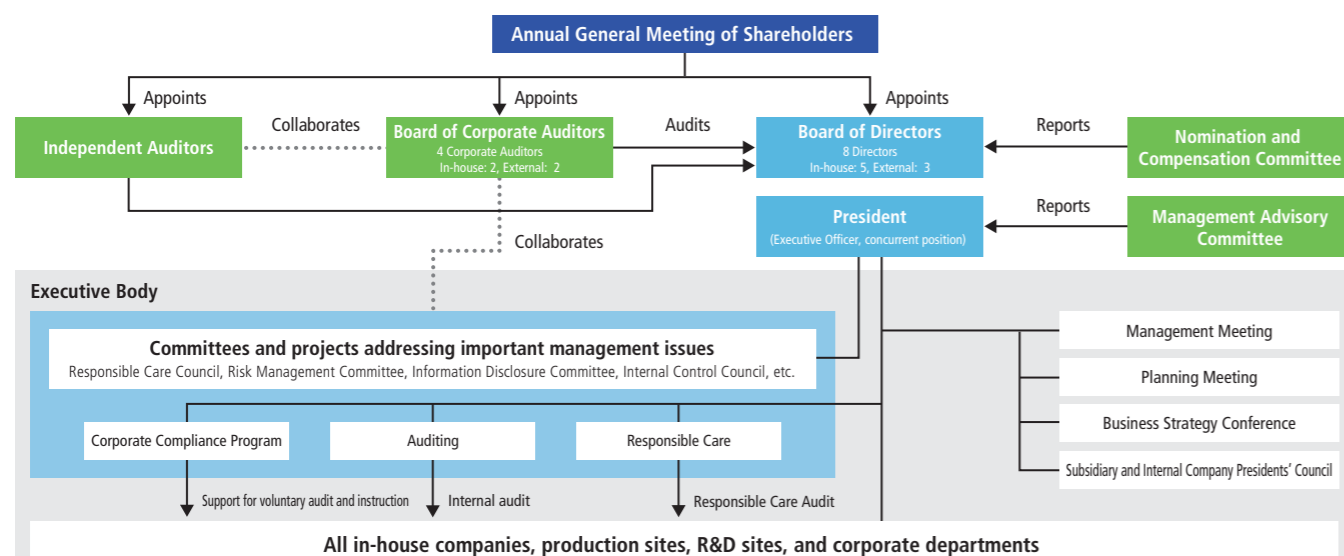 Annual General Meeting of Shareholders
Appoints
Appoints
Appoints
Independent Auditors
Collaborates
Board of Corporate Auditors
4 Corporate Auditors
In-house: 2, External: 2
Audits
Board of Directors
8 Directors
In-house: 5, External: 3
Reports
Nomination and
Compensation Committee
President
(Executive Officer, concurrent position)
Reports
Management Advisory
Committee
Collaborates
Executive Body
Committees and projects addressing important management issues
Responsible Care Council, Risk Management Committee, Information Disclosure Committee, Internal Control Council, etc.
Management Meeting
Planning Meeting
Business Strategy Conference
Subsidiary and Internal Company Presidents' Council
Corporate Compliance Program
Auditing
Responsible Care
Support for voluntary audit and instruction
Internal audit
Responsible Care Audit
All in-house companies, production sites, R&D sites, and corporate departments